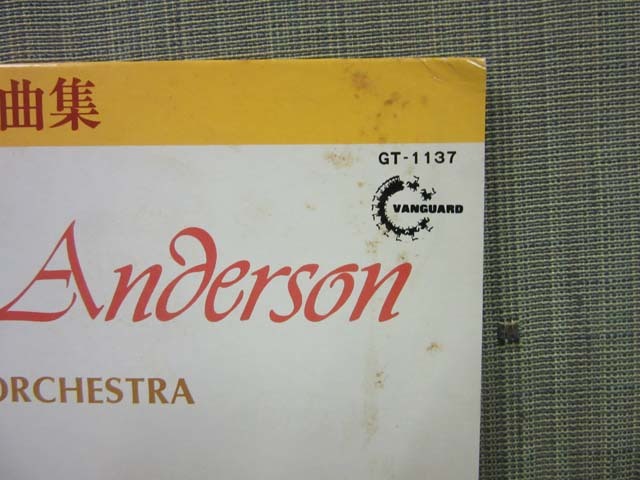 曲集
GT-1137
VANGUARD
Anderson
ORCHESTRA